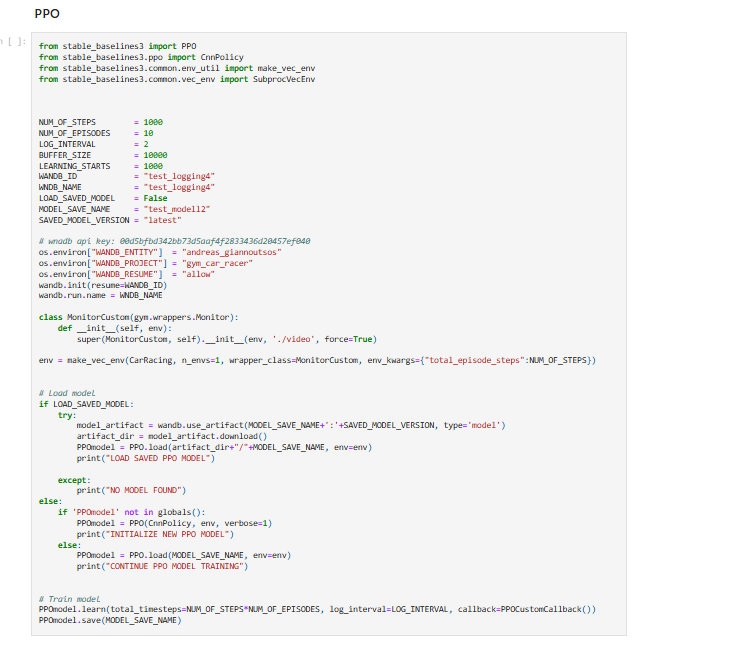 PPO
n [ ]:
from stable_baselines3 import PPO
from stable_baselines3.ppo import CnnPolicy
from stable_baselines3.common.env_util import make_vec_env
from stable_baselines3.common.vec_env import SubprocVecEnv
NUM_OF_STEPS = 1000
NUM_OF_EPISODES = 10
LOG_INTERVAL = 2
BUFFER_SIZE = 10000
LEARNING_STARTS = 1000
WANDB_ID = "test_logging4"
WNDB_NAME = "test_logging4"
LOAD_SAVED_MODEL = False
MODEL_SAVE_NAME = "test_modell2"
SAVED_MODEL_VERSION = "latest"
# wnadb api key: 00d5bfbd342bb73d5aaf4f2833436d20457ef040
os.environ["WANDB_ENTITY"] = "andreas_giannoutsos"
os.environ["WANDB_PROJECT"] = "gym_car_racer"
os.environ["WANDB_RESUME"] = "allow"
wandb.init(resume=WANDB_ID)
wandb.run.name = WNDB_NAME
class MonitorCustom(gym.wrappers.Monitor):
def __init__(self, env):
super(MonitorCustom, self).__init__(env, './video', force=True)
env = make_vec_env(CarRacing, n_envs=1, wrapper_class=MonitorCustom, env_kwargs={"total_episode_steps":NUM_OF_STEPS})
# Load model
if LOAD_SAVED_MODEL:
try:
model_artifact = wandb.use_artifact(MODEL_SAVE_NAME+':'+SAVED_MODEL_VERSION, type='model')
artifact_dir = model_artifact.download()
PPOmodel = PPO.load(artifact_dir+"/"+MODEL_SAVE_NAME, env=env)
print("LOAD SAVED PPO MODEL")
except:
print("NO MODEL FOUND")
else:
if 'PPOmodel' not in globals():
PPOmodel = PPO(CnnPolicy, env, verbose=1)
print("INITIALIZE NEW PPO MODEL")
else:
PPOmodel = PPO.load(MODEL_SAVE_NAME, env=env)
print("CONTINUE PPO MODEL TRAINING")
# Train model
PPOmodel.learn(total_timesteps=NUM_OF_STEPS*NUM_OF_EPISODES, log_interval=LOG_INTERVAL, callback=PPOCustomCallback())
PPOmodel.save(MODEL_SAVE_NAME)